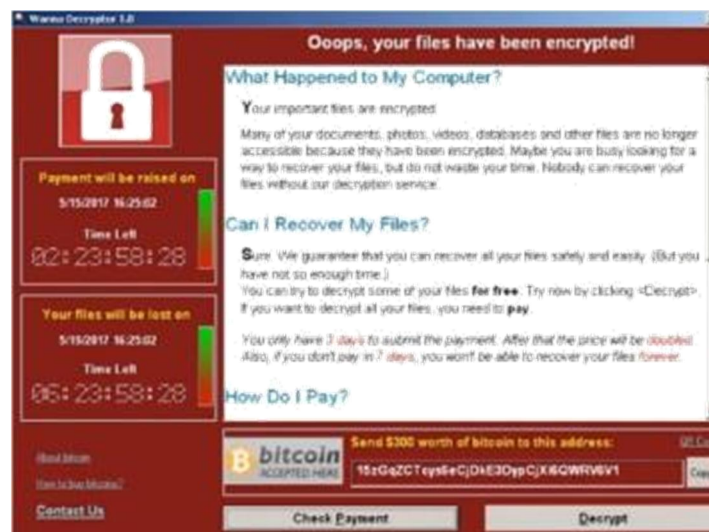 Wanna Decryptor 1.0
Ooops, your files have been encrypted!
What Happened to My Computer?
Your important files are encrypted.
Many of your documents, photos, videos, databases and other files are no longer
accessible because they have been encrypted. Maybe you are busy looking for a
way to recover your files, but do not waste your time. Nobody can recover your
files without our decryption service.
Can I Recover My Files?
Sure. We guarantee that you can recover all your files safely and easily. (But you
have not so enough time.)
You can try to decrypt some of your files for free. Try now by clicking <Decrypt>.
If you want to decrypt all your files, you need to pay.
You only have 3 days to submit the payment. After that the price will be doubled.
Also, if you don't pay in 7 days, you won't be able to recover your files forever.
How Do I Pay?
Payment will be raised on
5/15/2017 16:25:02
Time Left
02:23:58:28
Your files will be lost on
5/19/2017 16:25:02
Time Left
06:23:58:28
About bitcoin
How to buy bitcoins?
Contact Us
bitcoin
ACCEPTED HERE
Send $300 worth of bitcoin to this address:
Check Payment
Decrypt